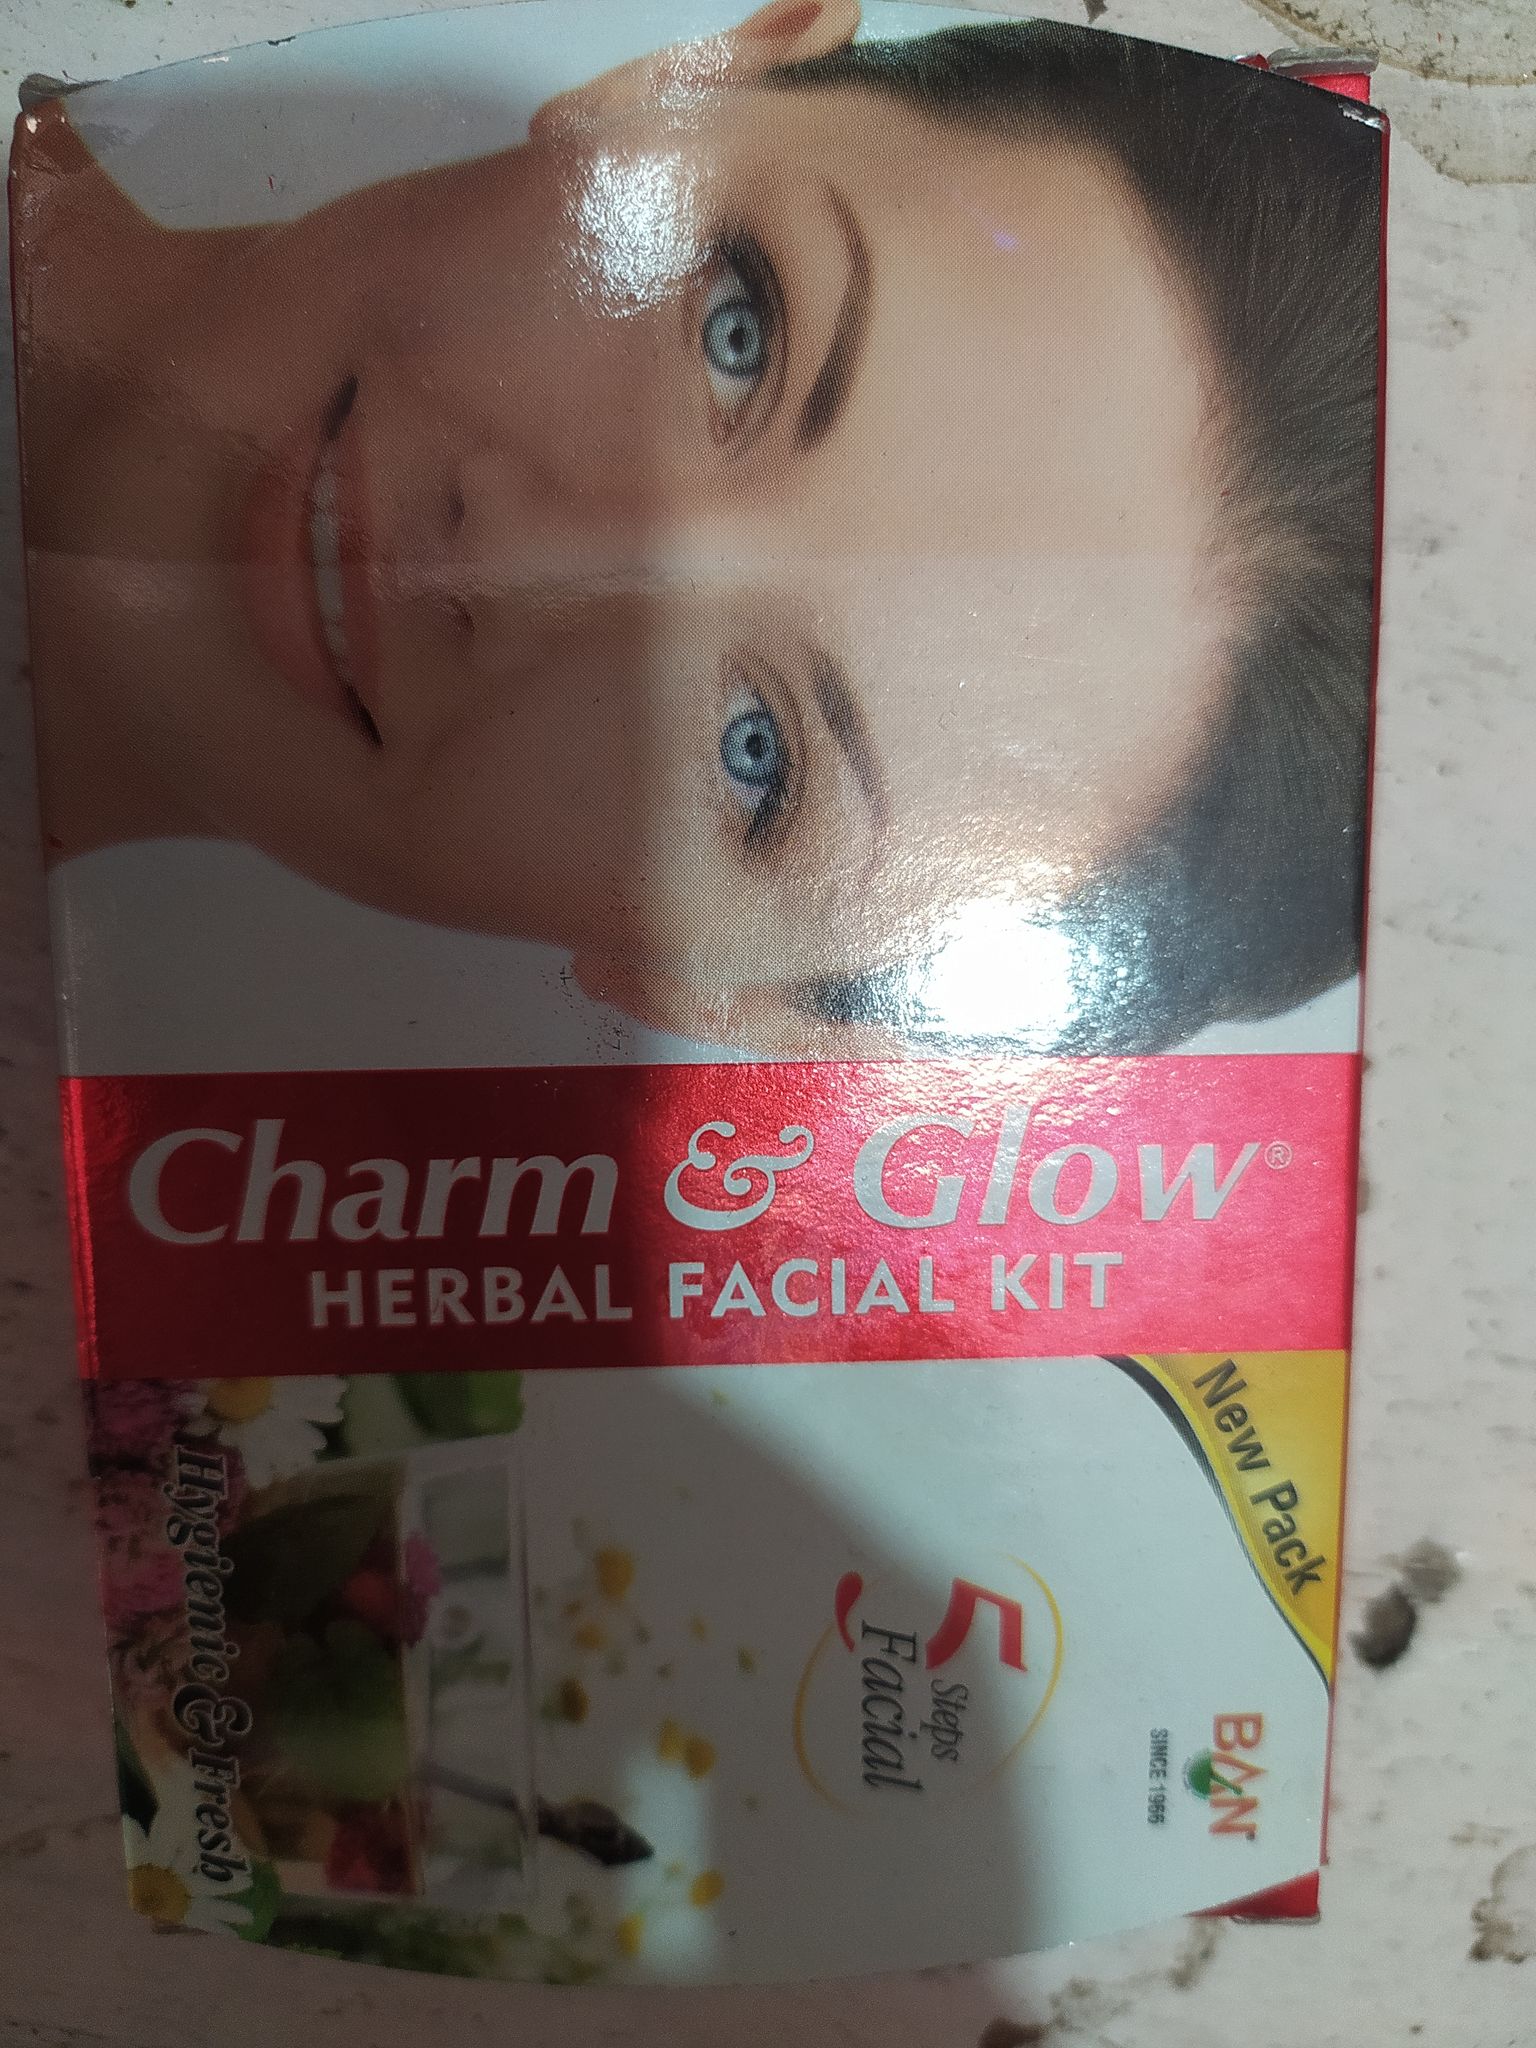 BAN
SINCE 1966
New Pack
5
Steps
Facial
Hygienic & Fresh
Charm & Glow®
HERBAL FACIAL KIT